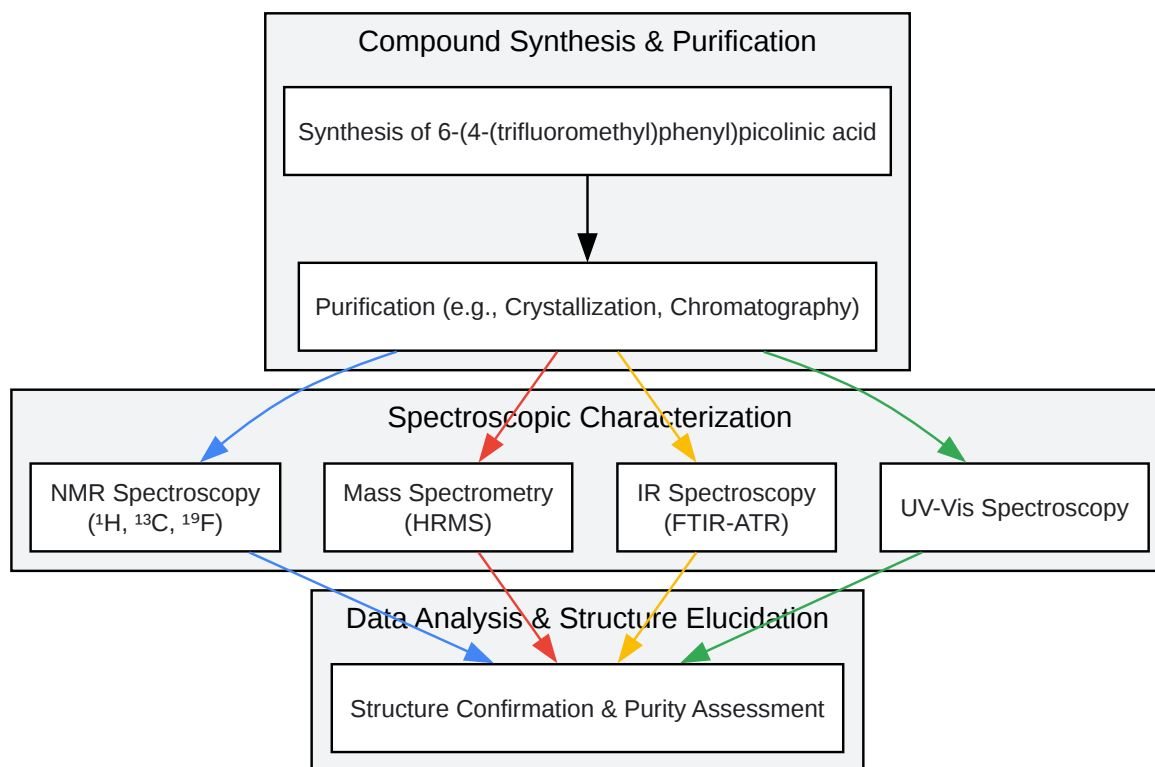 Compound Synthesis & Purification
Synthesis of 6-(4-(trifluoromethyl)phenyl)picolinic acid
Purification (e.g., Crystallization, Chromatography)
Spectroscopic Characterization
NMR Spectroscopy
(¹H, ¹³C, ¹⁹F)
Mass Spectrometry
(HRMS)
IR Spectroscopy
(FTIR-ATR)
UV-Vis Spectroscopy
Data Analysis & Structure Elucidation
Structure Confirmation & Purity Assessment